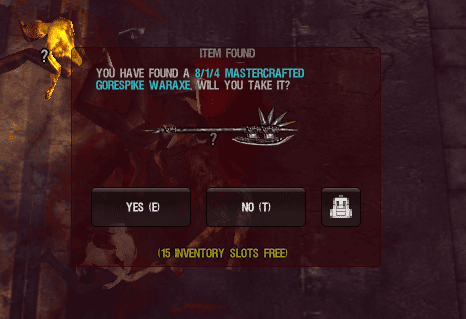 ?
ITEM FOUND
YOU HAVE FOUND A 8/1/4 MASTERCRAFTED
GORESPIKE WARAXE, WILL YOU TAKE IT?
?
YES (E)
NO (T)
(15 INVENTORY SLOTS FREE)